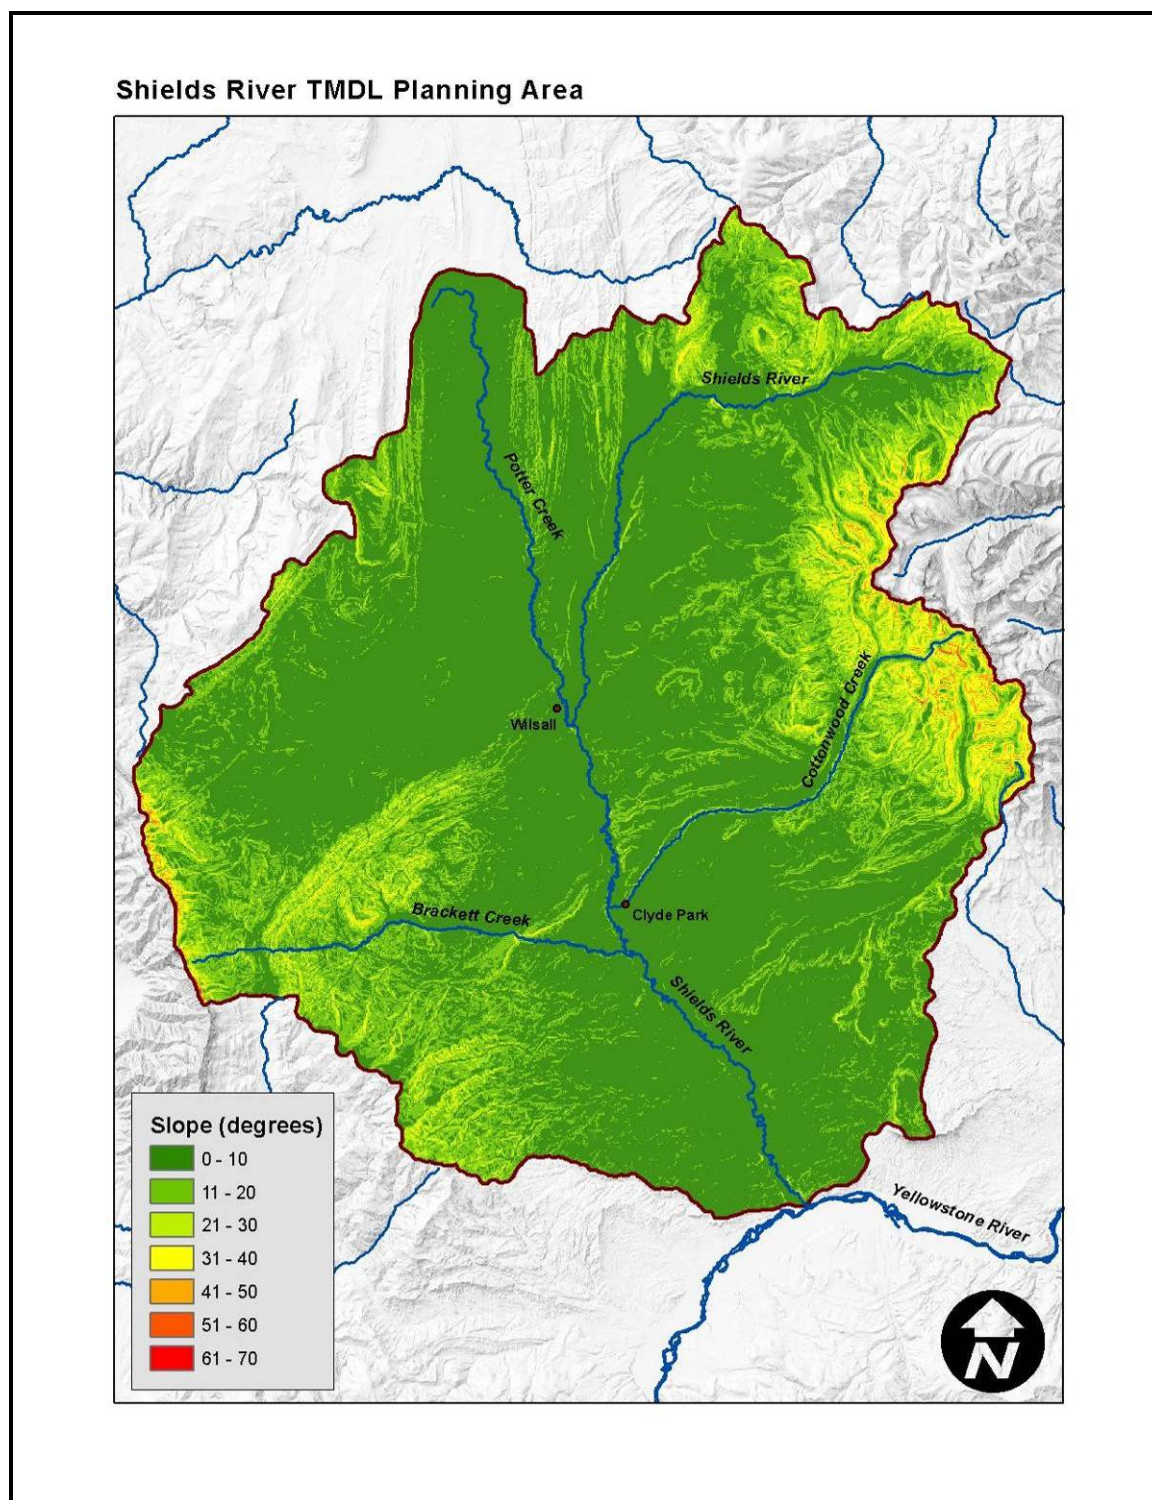 Shields River TMDL Planning Area
Shields River
Potter Creek
Cottonwood Creek
Wilsall
Clyde Park
Brackett Creek
Shields River
Yellowstone River
Slope (degrees)
0 - 10
11 - 20
21 - 30
31 - 40
41 - 50
51 - 60
61 - 70
N